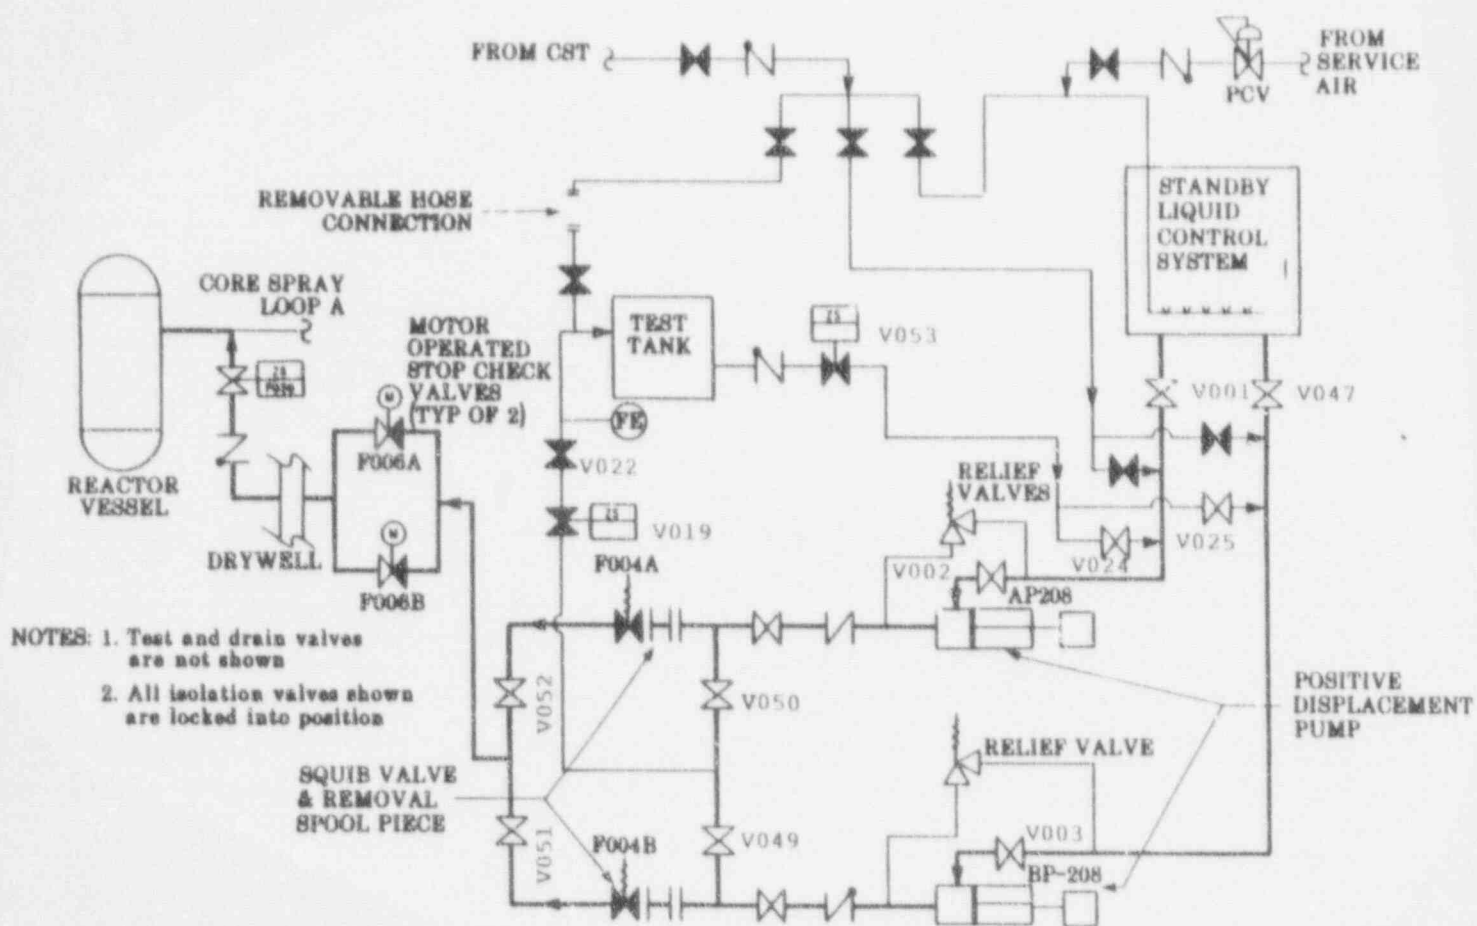 FROM CST
FROM
SERVICE
AIR
PCV
REMOVABLE HOSE
CONNECTION
STANDBY
LIQUID
CONTROL
SYSTEM
CORE SPRAY
LOOP A
MOTOR
OPERATED
STOP CHECK
VALVES
(TYP OF 2)
TEST
TANK
ZS
V053
V001
V047
ZS
M
F006A
FE
V022
REACTOR
VESSEL
RELIEF
VALVES
ZS
V019
V025
DRYWELL
M
F004A
V002
V024
F006B
AP208
NOTES: 1. Test and drain valves
are not shown
2. All isolation valves shown
are locked into position
V052
V050
POSITIVE
DISPLACEMENT
PUMP
RELIEF VALVE
SQUIB VALVE
& REMOVAL
SPOOL PIECE
V051
F004B
V049
V003
BP-208